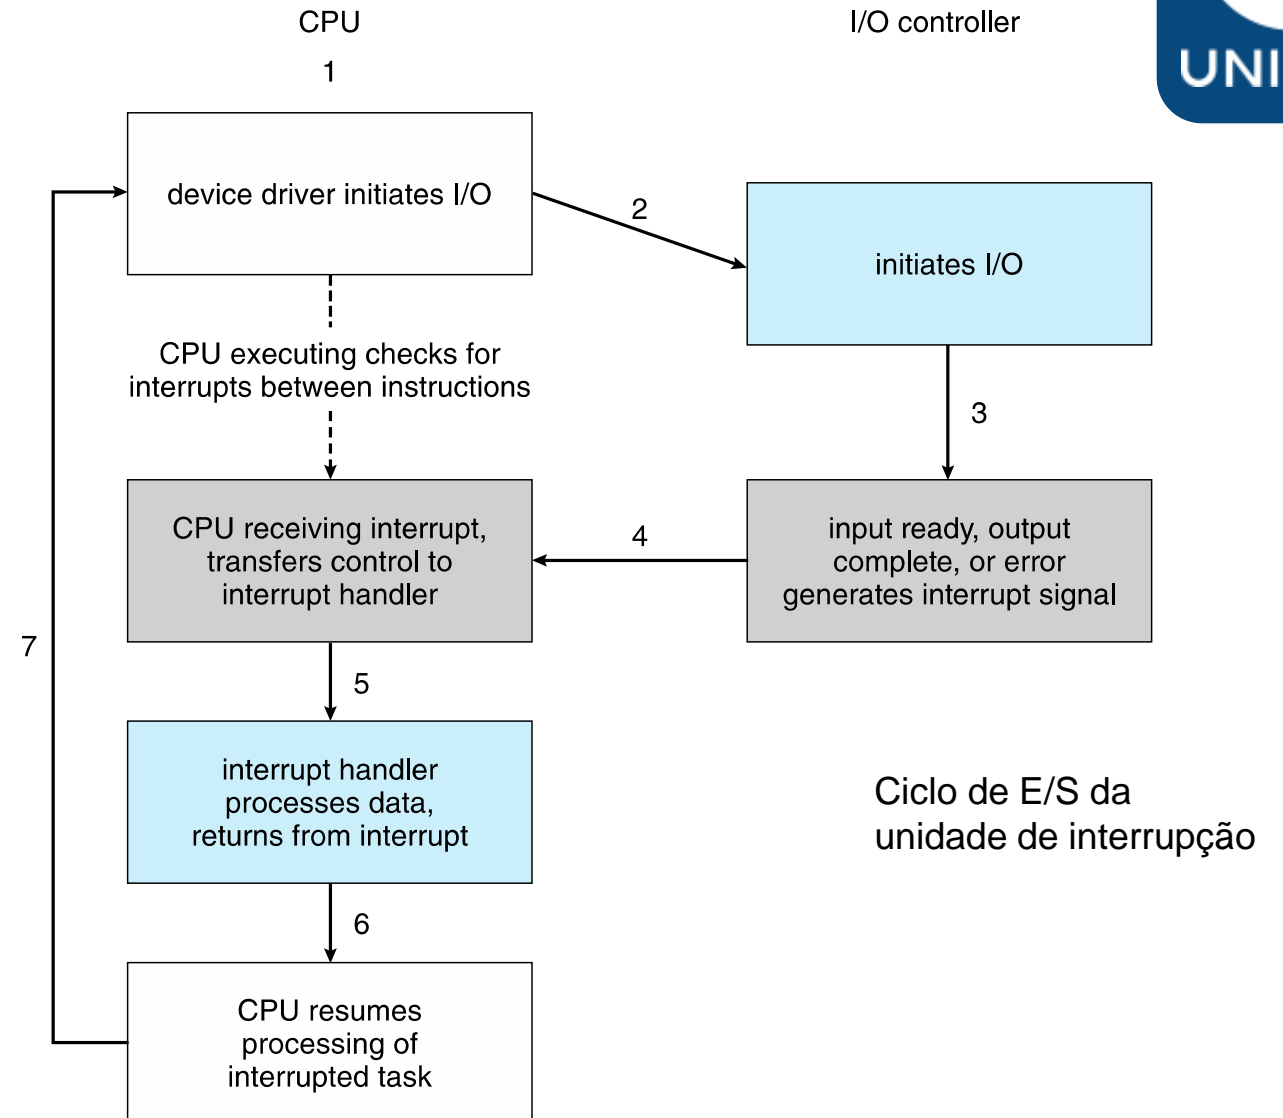 CPU
I/O controller
1
UNI
device driver initiates I/O
2
initiates I/O
CPU executing checks for
interrupts between instructions
3
CPU receiving interrupt,
transfers control to
interrupt handler
4
input ready, output
complete, or error
generates interrupt signal
7
5
interrupt handler
processes data,
returns from interrupt
Ciclo de E/S da
unidade de interrupção
6
CPU resumes
processing of
interrupted task